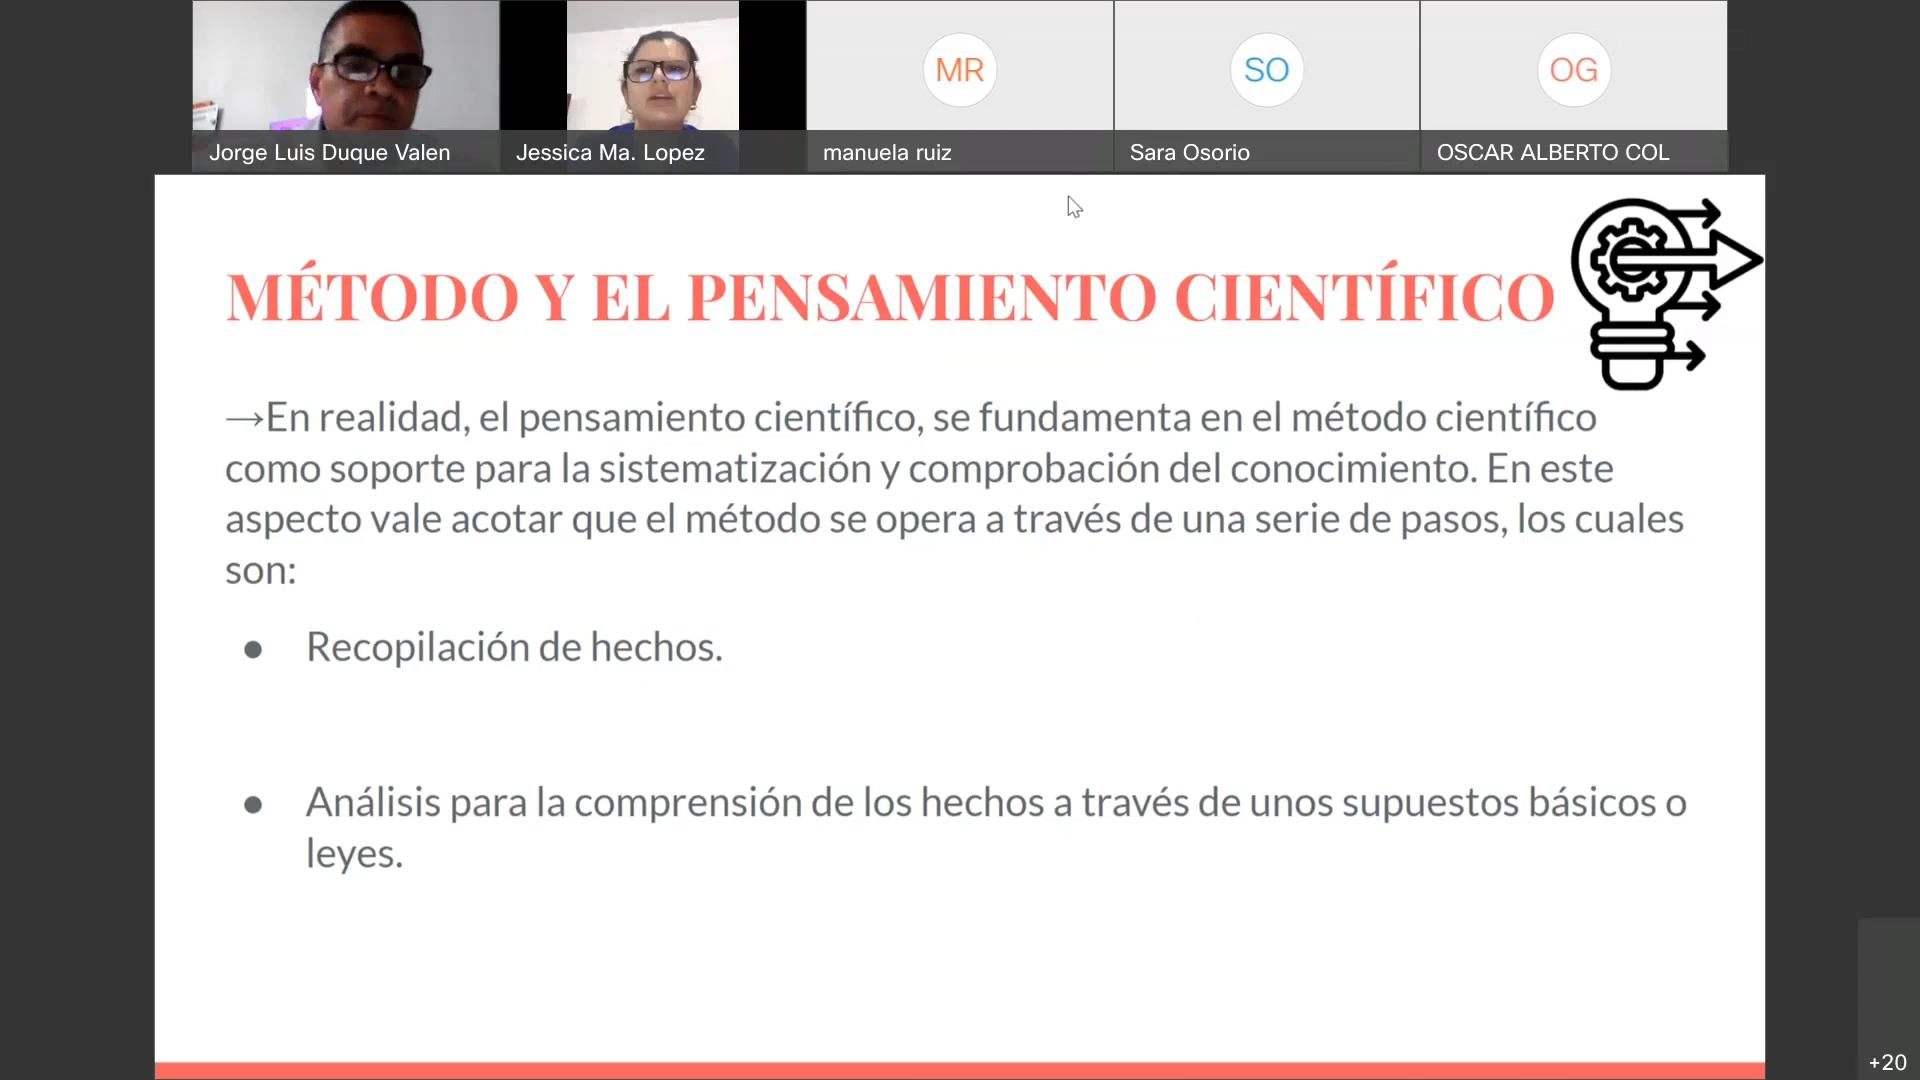 MR
SO
OG
Jorge Luis Duque Valen
Jessica Ma. Lopez
manuela ruiz
Sara Osorio
OSCAR ALBERTO COL
MÉTODO Y EL PENSAMIENTO CIENTÍFICO
→En realidad, el pensamiento científico, se fundamenta en el método científico
como soporte para la sistematización y comprobación del conocimiento. En este
aspecto vale acotar que el método se opera a través de una serie de pasos, los cuales
son:
● Recopilación de hechos.
● Análisis para la comprensión de los hechos a través de unos supuestos básicos o
leyes.
+20